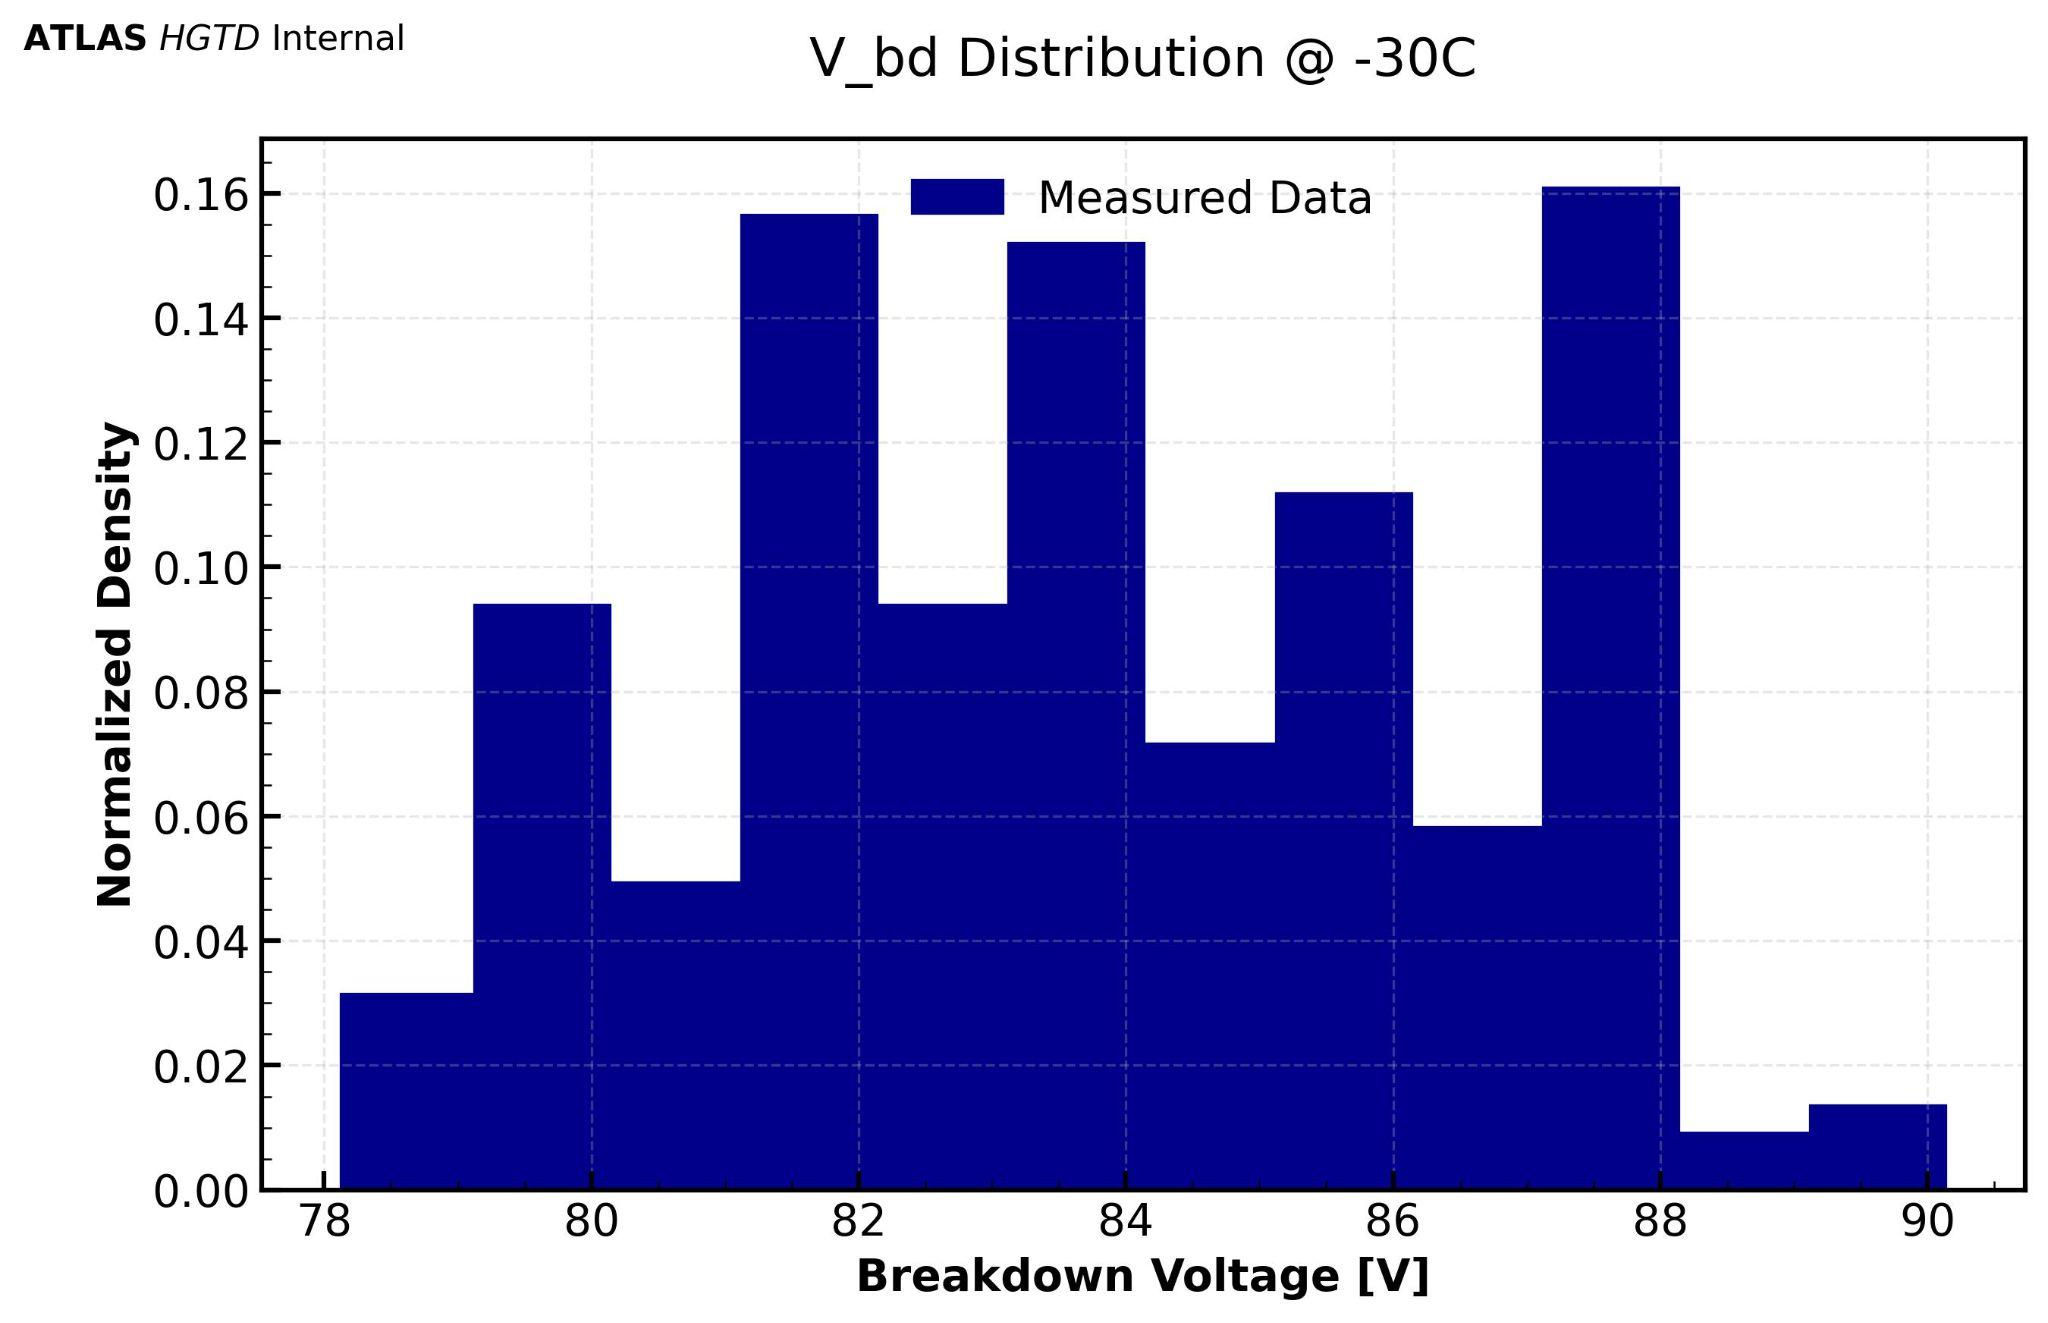 ATLAS HGTD Internal
V_bd Distribution @ -30C
Measured Data
Normalized Density
0.16
0.14
0.12
0.10
0.08
0.06
0.04
0.02
0.00
78 80 82 84 86 88 90
Breakdown Voltage [V]